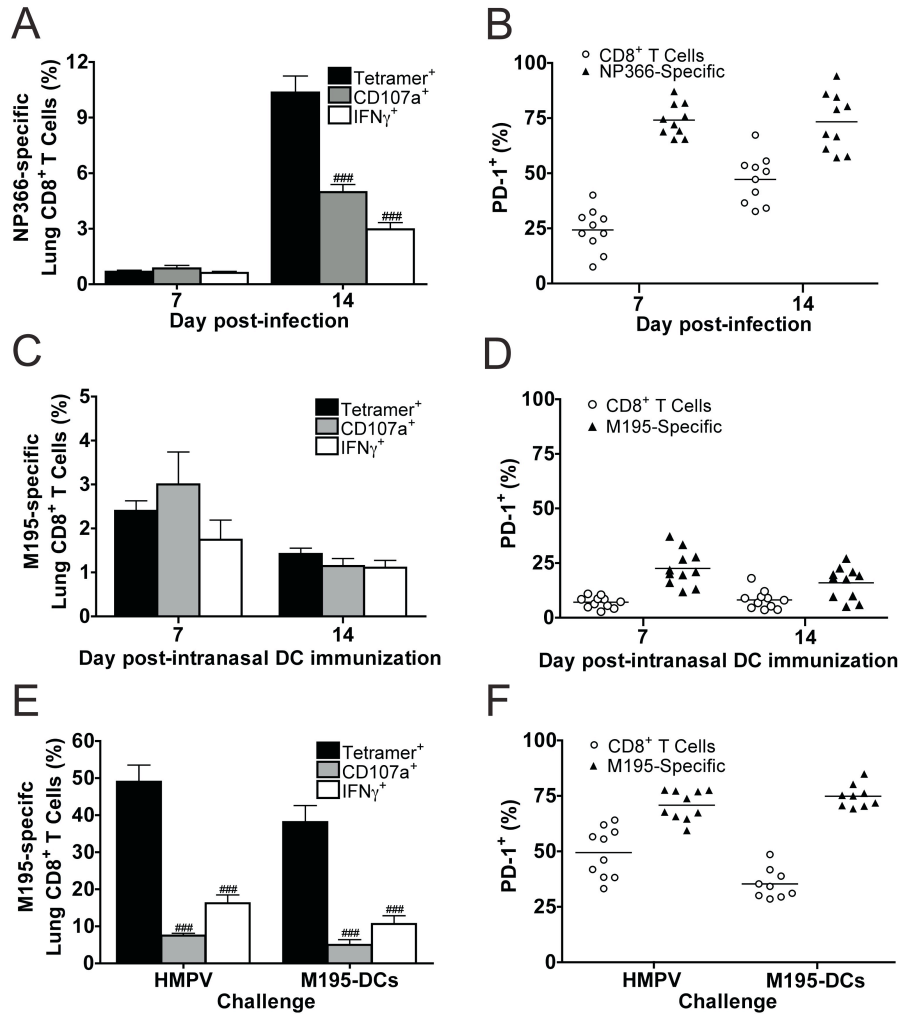 A
NP366-specific
Lung CD8⁺ T Cells (%)
12
9
6
3
0
Tetramer⁺
CD107a⁺
IFNγ⁺
###
###
7
14
Day post-infection
B
PD-1⁺ (%)
100
75
50
25
0
CD8⁺ T Cells
NP366-Specific
7
14
Day post-infection
C
M195-specific
Lung CD8⁺ T Cells (%)
5
4
3
2
1
0
Tetramer⁺
CD107a⁺
IFNγ⁺
7
14
Day post-intranasal DC immunization
D
PD-1⁺ (%)
100
75
50
25
0
CD8⁺ T Cells
M195-Specific
7
14
Day post-intranasal DC immunization
E
M195-specifc
Lung CD8⁺ T Cells (%)
60
50
40
30
20
10
0
Tetramer⁺
CD107a⁺
IFNγ⁺
###
###
###
###
HMPV
M195-DCs
Challenge
F
PD-1⁺ (%)
100
75
50
25
0
CD8⁺ T Cells
M195-Specific
HMPV
M195-DCs
Challenge